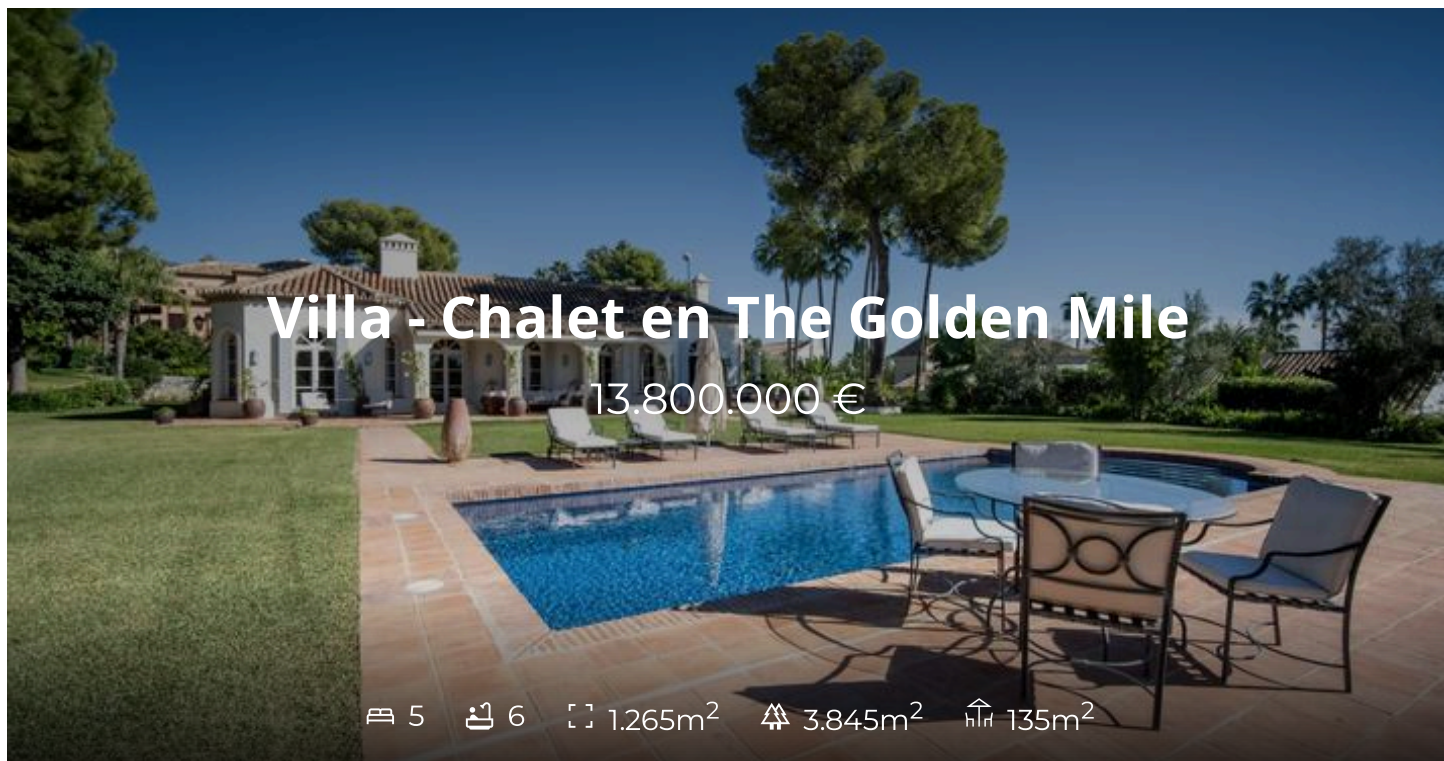 Villa - Chalet en The Golden Mile
13.800.000 €
5 6 1.265m² 3.845m² 135m²